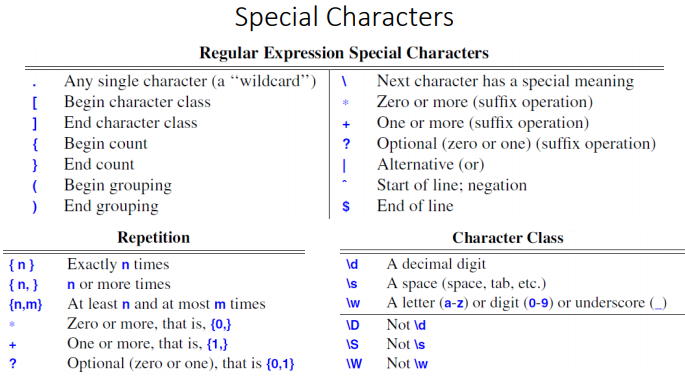 Special Characters
Regular Expression Special Characters
. Any single character (a ‘‘wildcard’’)
[ Begin character class
] End character class
{ Begin count
} End count
( Begin grouping
) End grouping
\ Next character has a special meaning
* Zero or more (suffix operation)
+ One or more (suffix operation)
? Optional (zero or one) (suffix operation)
| Alternative (or)
ˆ Start of line; negation
$ End of line
Repetition
{ n } Exactly n times
{ n, } n or more times
{n,m} At least n and at most m times
* Zero or more, that is, {0,}
+ One or more, that is, {1,}
? Optional (zero or one), that is {0,1}
Character Class
\d A decimal digit
\s A space (space, tab, etc.)
\w A letter (a-z) or digit (0-9) or underscore (_)
\D Not \d
\S Not \s
\W Not \w